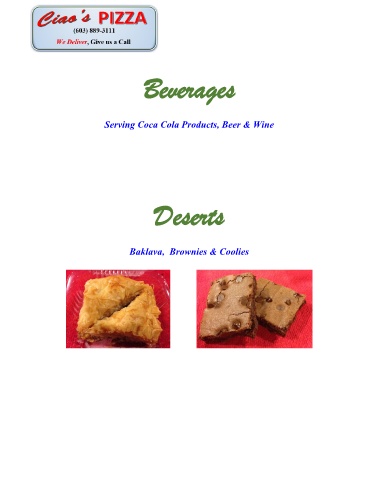 Ciao's PIZZA
(603) 889-3111
We Deliver, Give us a Call
Beverages
Serving Coca Cola Products, Beer & Wine
Deserts
Baklava, Brownies & Coolies